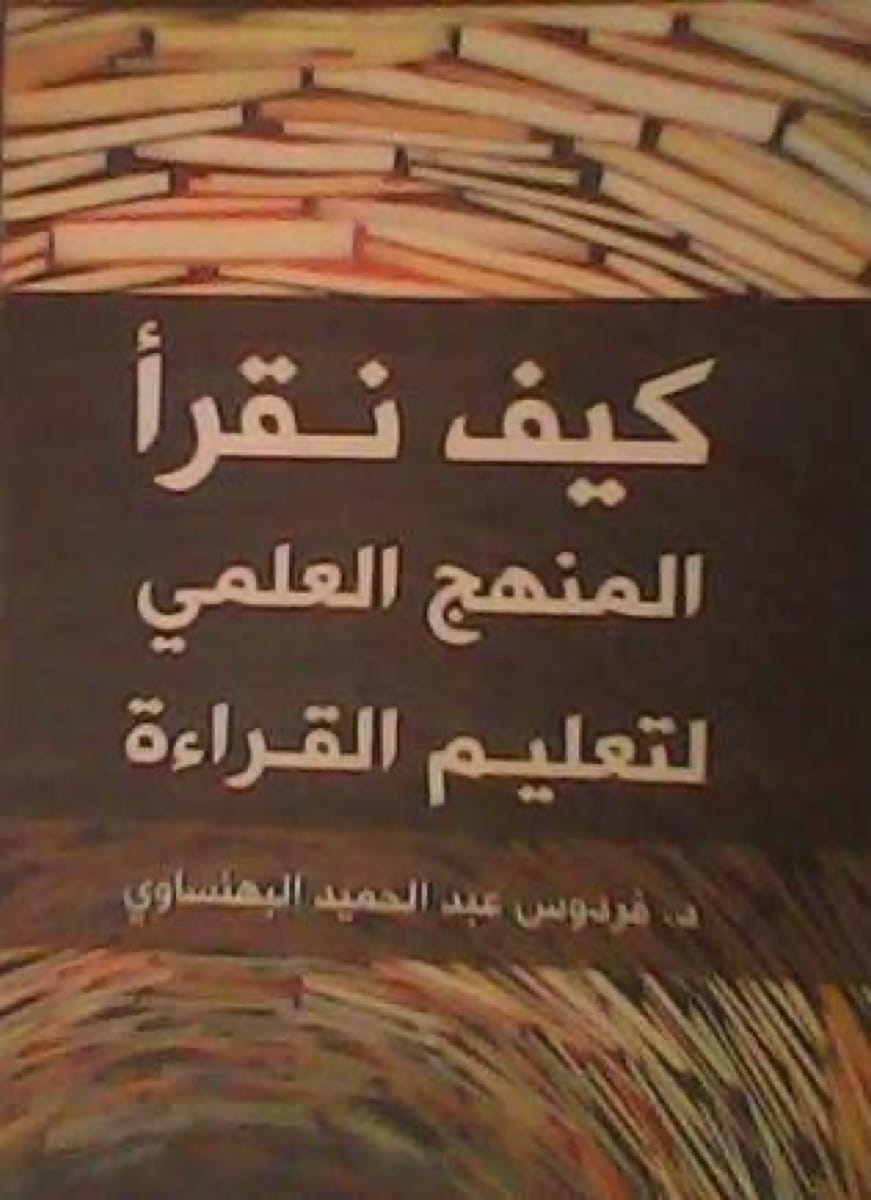 كيف نقرأ
المنهج العلمي
لتعليم القراءة
د. فردوس عبد الحميد البهنساوي